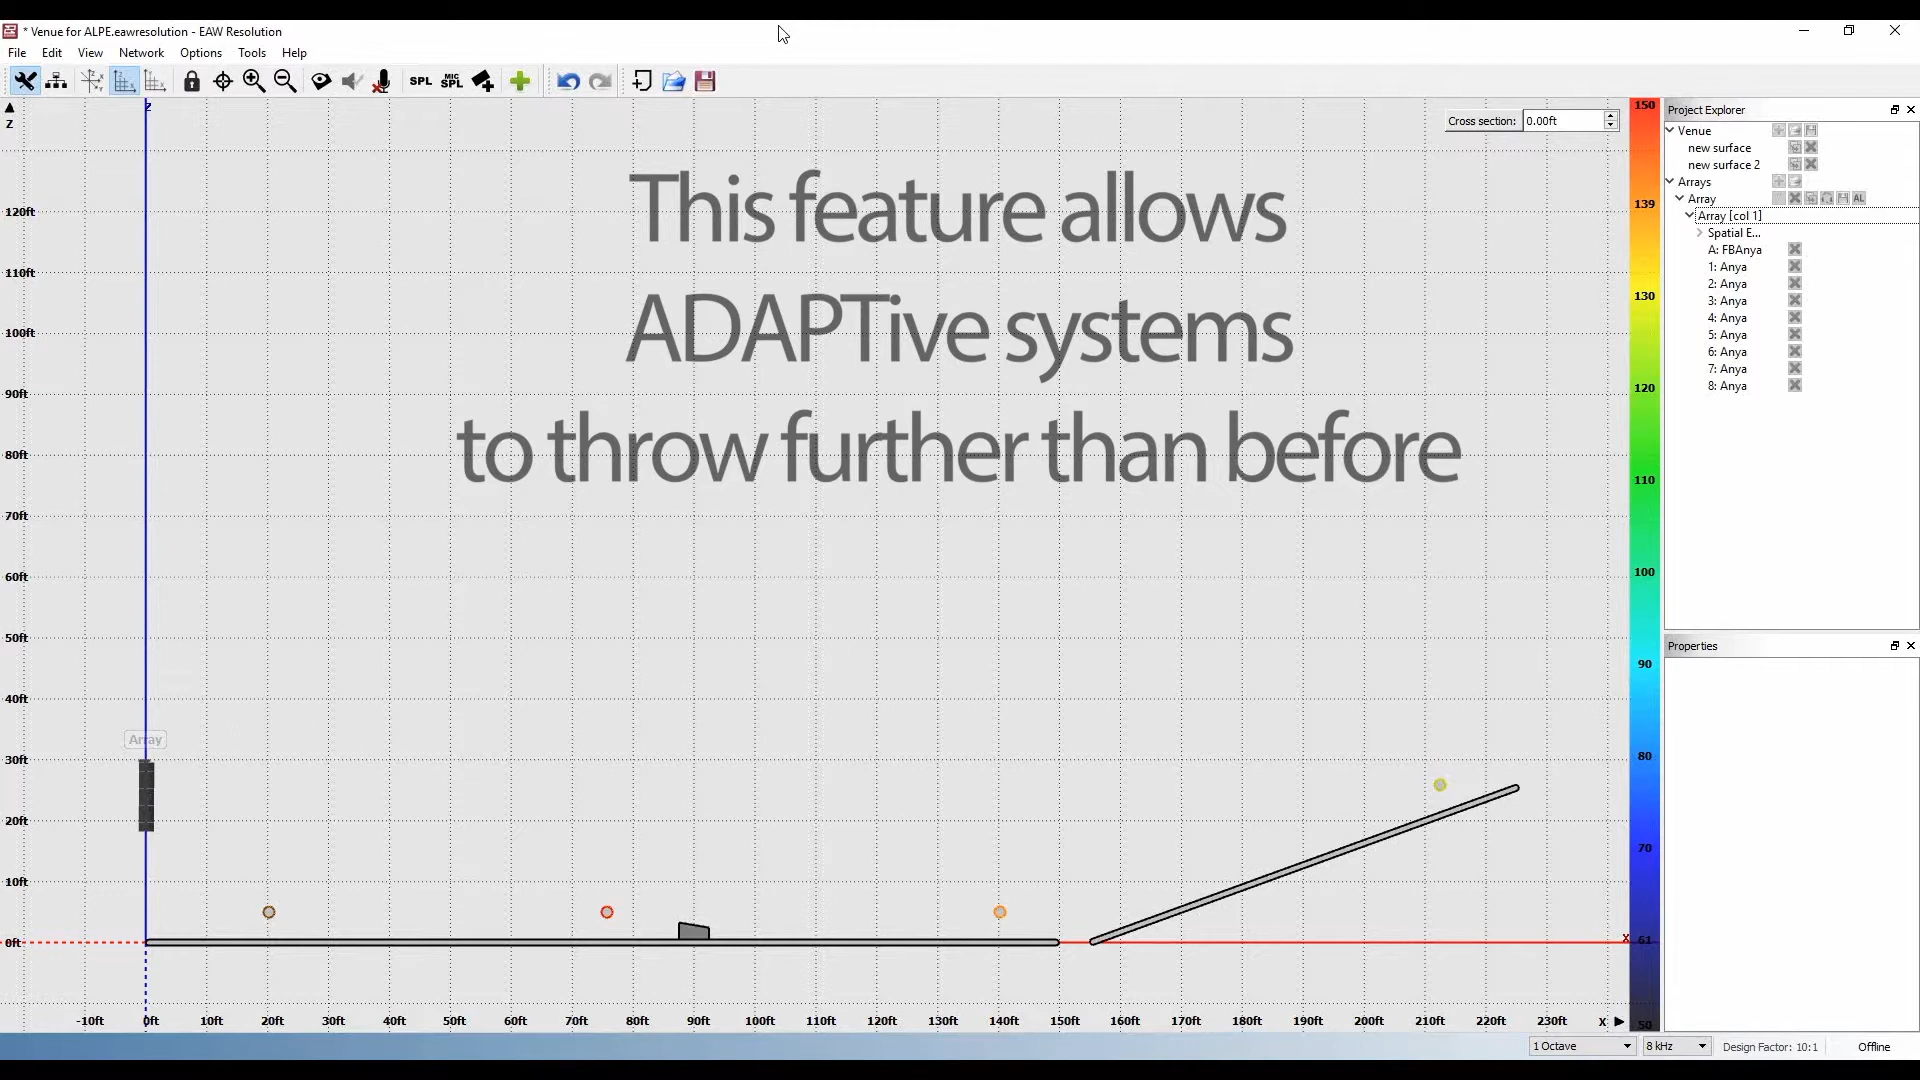 * Venue for ALPE.eawresolution - EAW Resolution
File Edit View Network Options Tools Help
SPL MIC SPL
Z
Z
Cross section: 0.00ft
This feature allows
ADAPTive systems
to throw further than before
120ft
110ft
100ft
90ft
80ft
70ft
60ft
50ft
40ft
30ft
20ft
10ft
0ft
Array
X
-10ft 0ft 10ft 20ft 30ft 40ft 50ft 60ft 70ft 80ft 90ft 100ft 110ft 120ft 130ft 140ft 150ft 160ft 170ft 180ft 190ft 200ft 210ft 220ft 230ft X
150
139
130
120
110
100
90
80
70
61
50
Project Explorer
Venue
new surface
new surface 2
Arrays
Array AL
Array [col 1]
Spatial E...
A: FBAnya
1: Anya
2: Anya
3: Anya
4: Anya
5: Anya
6: Anya
7: Anya
8: Anya
Properties
1 Octave 8 kHz Design Factor: 10:1 Offline